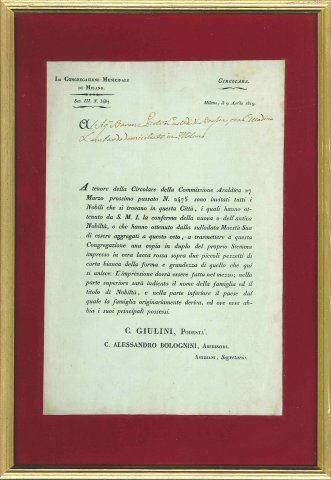 La Congregazione Municipale
di Milano.
Sez. III. N.
Circolare.
Milano, il 9 Aprile 1819.
A tenore della Circolare della Commissione Araldica 27
Marzo prossimo passato N. 2475 sono invitati tutti i
Nobili che si trovano in questa Città, i quali hanno ot-
tenuto da S. M. I. la conferma della nuova o dell'antica
Nobiltà, o che hanno ottenuto dalla sullodata Maestà Sua
di essere aggregati a questo ceto, a trasmettere a questa
Congregazione una copia in duplo del proprio Stemma
impresso in cera lacca rossa sopra due piccoli pezzetti di
carta bianca della forma e grandezza di quello che qui
si unisce. L'impressione dovrà essere fatta nel mezzo; nella
parte superiore sarà indicato il nome della famiglia ed il
titolo di Nobiltà, e nella parte inferiore il paese dal
quale la famiglia originariamente deriva, ed ove essa ab-
bia i suoi principali possessi.
C. GIULINI, Podestà.
C. ALESSANDRO BOLOGNINI, Assessore.
Segretario.